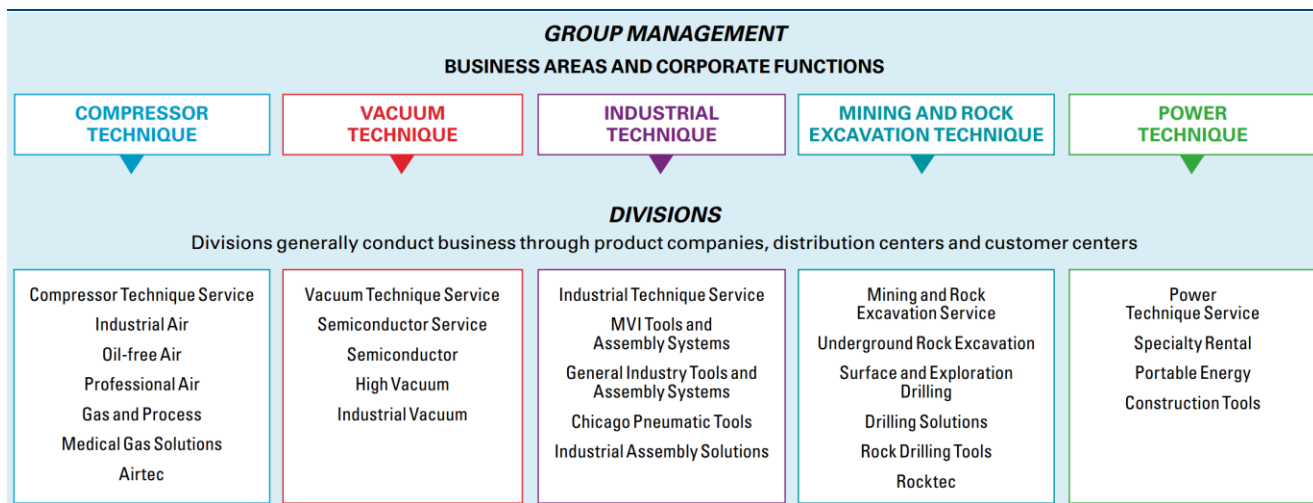 GROUP MANAGEMENT
BUSINESS AREAS AND CORPORATE FUNCTIONS
COMPRESSOR
TECHNIQUE
VACUUM
TECHNIQUE
INDUSTRIAL
TECHNIQUE
MINING AND ROCK
EXCAVATION TECHNIQUE
POWER
TECHNIQUE
DIVISIONS
Divisions generally conduct business through product companies, distribution centers and customer centers
Compressor Technique Service
Industrial Air
Oil-free Air
Professional Air
Gas and Process
Medical Gas Solutions
Airtec
Vacuum Technique Service
Semiconductor Service
Semiconductor
High Vacuum
Industrial Vacuum
Industrial Technique Service
MVI Tools and
Assembly Systems
General Industry Tools and
Assembly Systems
Chicago Pneumatic Tools
Industrial Assembly Solutions
Mining and Rock
Excavation Service
Underground Rock Excavation
Surface and Exploration
Drilling
Drilling Solutions
Rock Drilling Tools
Rocktec
Power
Technique Service
Specialty Rental
Portable Energy
Construction Tools